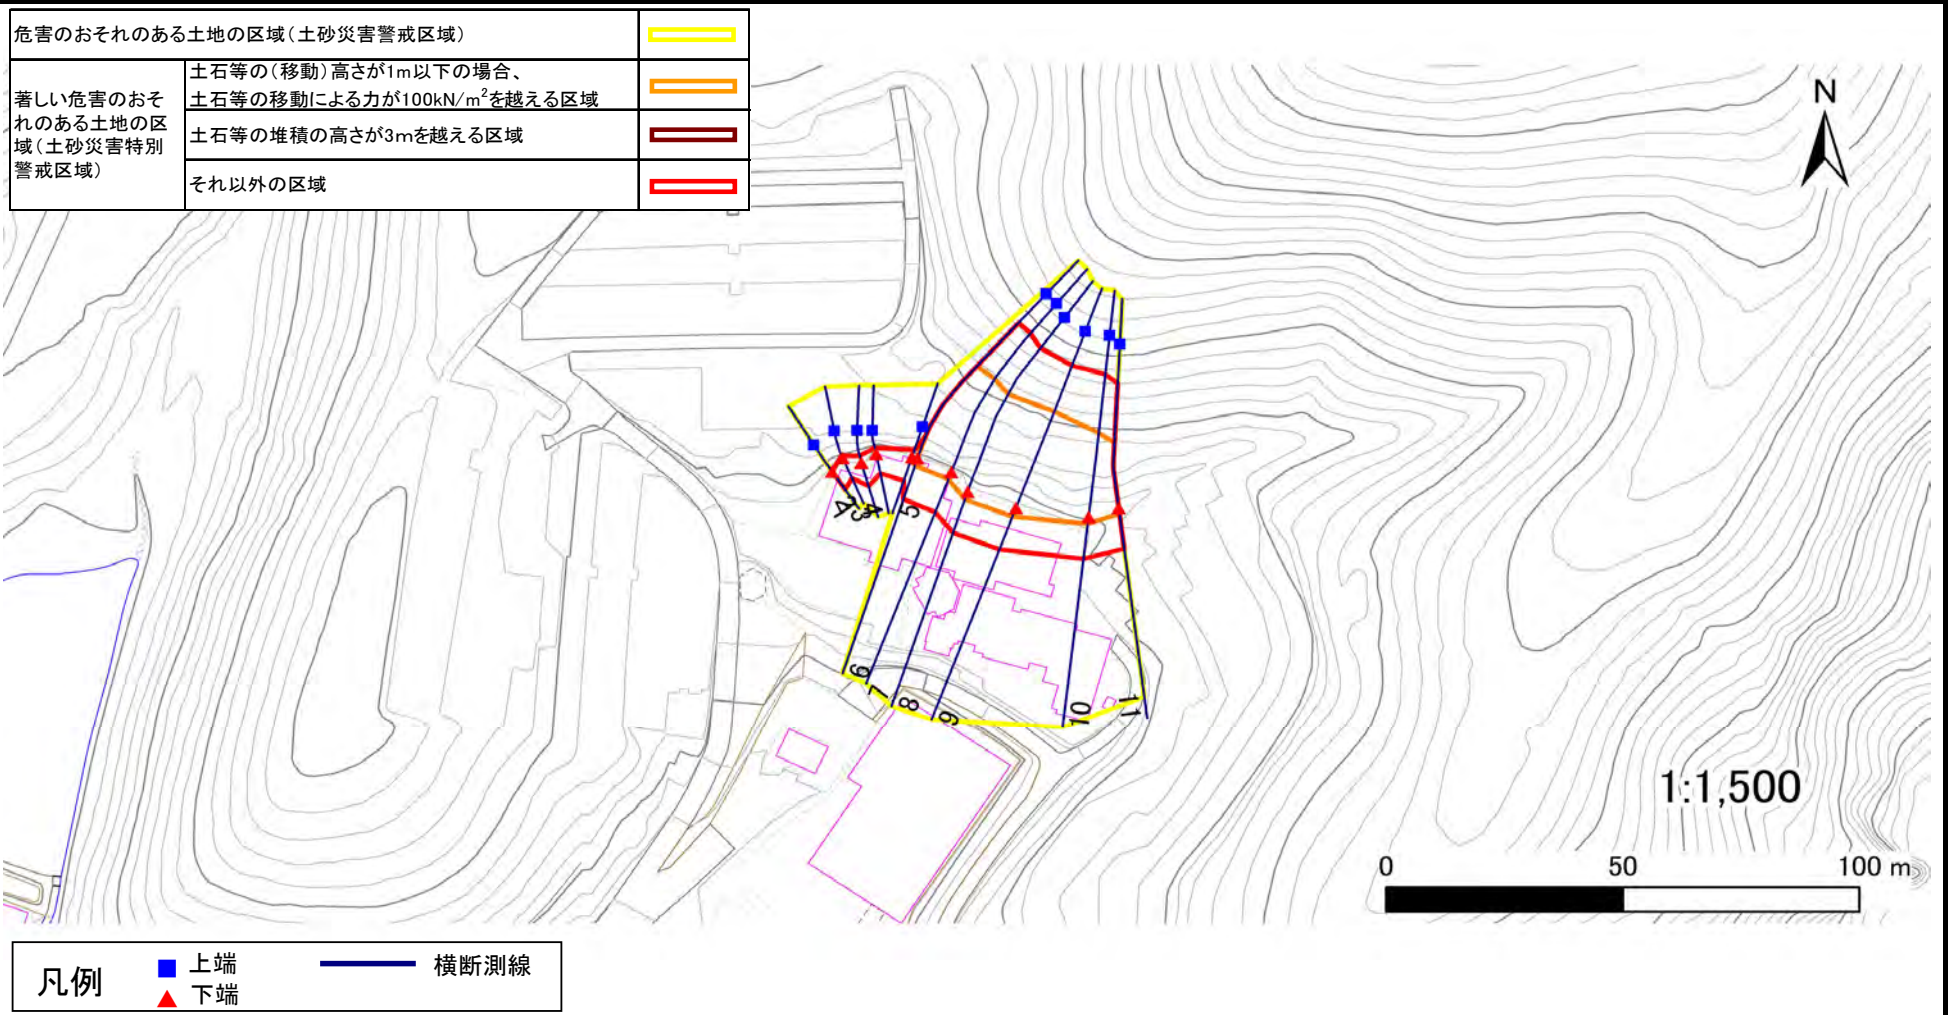 危害のおそれのある土地の区域（土砂災害警戒区域）
著しい危害のおそ
れのある土地の区
域（土砂災害特別
警戒区域）
土石等の（移動）高さが1m以下の場合、
土石等の移動による力が100kN/m²を越える区域
土石等の堆積の高さが3mを越える区域
それ以外の区域
N
5
6
7
8
9
10
11
1:1,500
0 50 100 m
凡例
上端
下端
横断測線